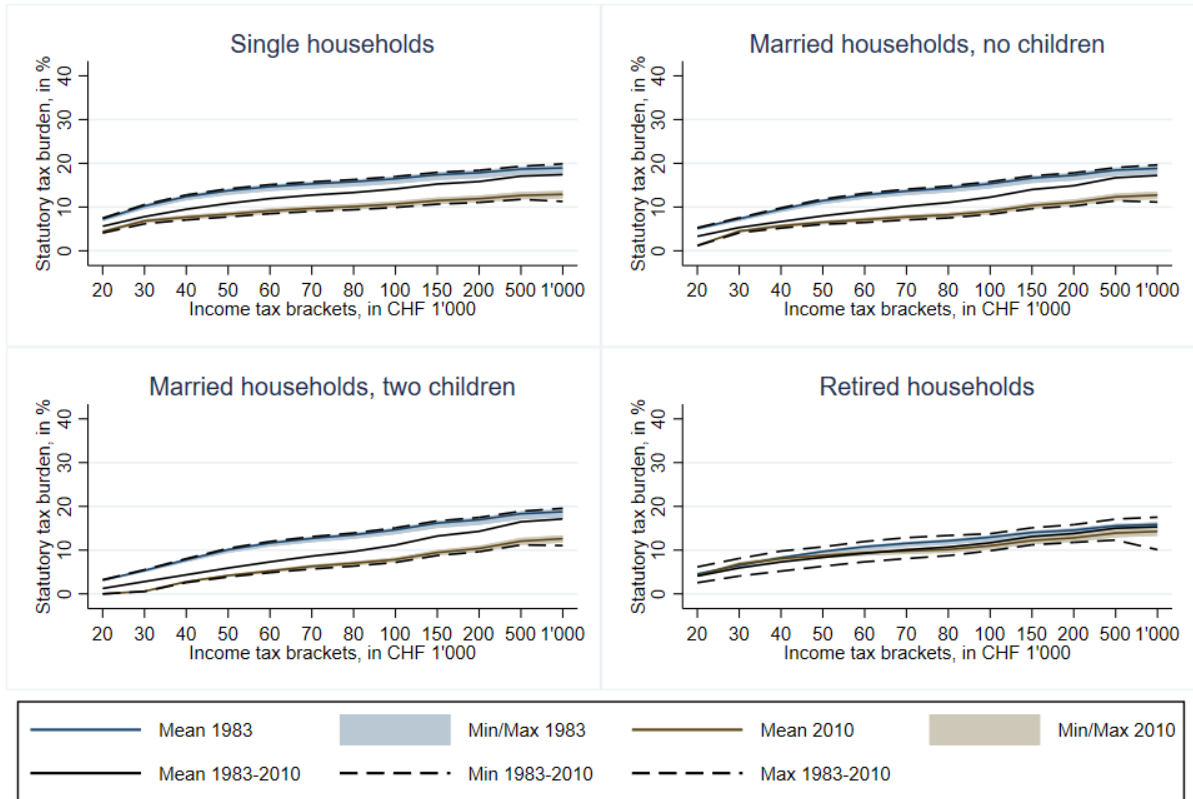 Single households
Statutory tax burden, in %
40
30
20
10
0
20 30 40 50 60 70 80 100 150 200 500 1'000
Income tax brackets, in CHF 1'000
Married households, no children
Statutory tax burden, in %
40
30
20
10
0
20 30 40 50 60 70 80 100 150 200 500 1'000
Income tax brackets, in CHF 1'000
Married households, two children
Statutory tax burden, in %
40
30
20
10
0
20 30 40 50 60 70 80 100 150 200 500 1'000
Income tax brackets, in CHF 1'000
Retired households
Statutory tax burden, in %
40
30
20
10
0
20 30 40 50 60 70 80 100 150 200 500 1'000
Income tax brackets, in CHF 1'000
Mean 1983 Min/Max 1983 Mean 2010 Min/Max 2010
Mean 1983-2010 Min 1983-2010 Max 1983-2010